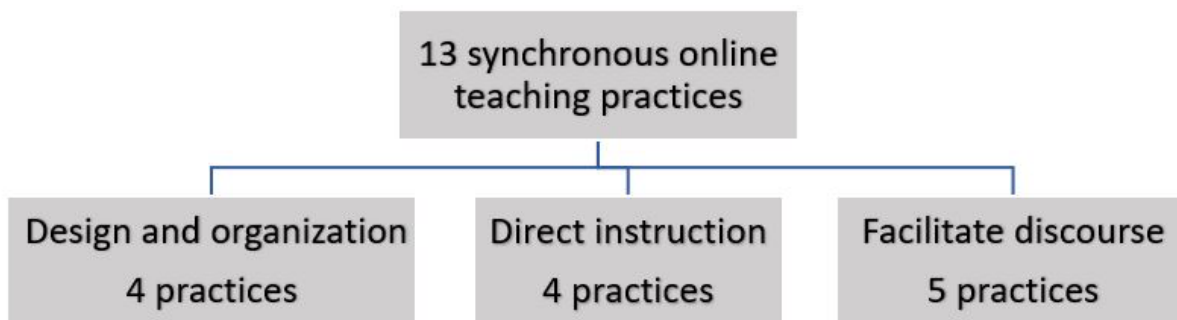 13 synchronous online
teaching practices
Design and organization
4 practices
Direct instruction
4 practices
Facilitate discourse
5 practices